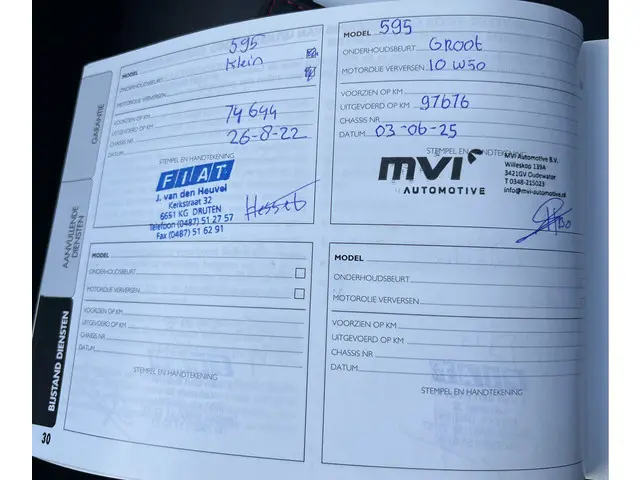 GARANTIE
AANVULLENDE
DIENSTEN
BIJSTAND DIENSTEN
30
MODEL 595
ONDERHOUDSBEURT Klein
MOTOROLIE VERVERSEN
VOORZIEN OP KM
UITGEVOERD OP KM 74644
CHASSIS NR
DATUM 26-8-22
STEMPEL EN HANDTEKENING
FIAT
J. van den Heuvel
Kerkstraat 32
6651 KG DRUTEN
Telefoon (0487) 51 27 57
Fax (0487) 51 62 91
MODEL 595
ONDERHOUDSBEURT Groot
MOTOROLIE VERVERSEN 10 W50
VOORZIEN OP KM
UITGEVOERD OP KM 97676
CHASSIS NR
DATUM 03-06-25
STEMPEL EN HANDTEKENING
mvi
AUTOMOTIVE
MVI Automotive B.V.
Willeskop 139A
3421GV Oudewater
T 0348-215023
info@mvi-automotive.nl
MODEL
ONDERHOUDSBEURT
MOTOROLIE VERVERSEN
VOORZIEN OP KM
UITGEVOERD OP KM
CHASSIS NR
DATUM
STEMPEL EN HANDTEKENING
MODEL
ONDERHOUDSBEURT
MOTOROLIE VERVERSEN
VOORZIEN OP KM
UITGEVOERD OP KM
CHASSIS NR
DATUM
STEMPEL EN HANDTEKENING